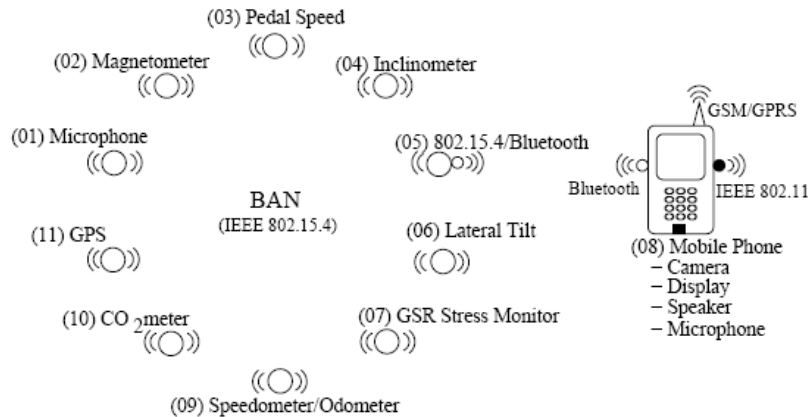 (03) Pedal Speed
(02) Magnetometer
(04) Inclinometer
GSM/GPRS
(01) Microphone
(05) 802.15.4/Bluetooth
Bluetooth
IEEE 802.11
BAN
(IEEE 802.15.4)
(11) GPS
(06) Lateral Tilt
(08) Mobile Phone
– Camera
– Display
– Speaker
– Microphone
(10) CO 2meter
(07) GSR Stress Monitor
(09) Speedometer/Odometer